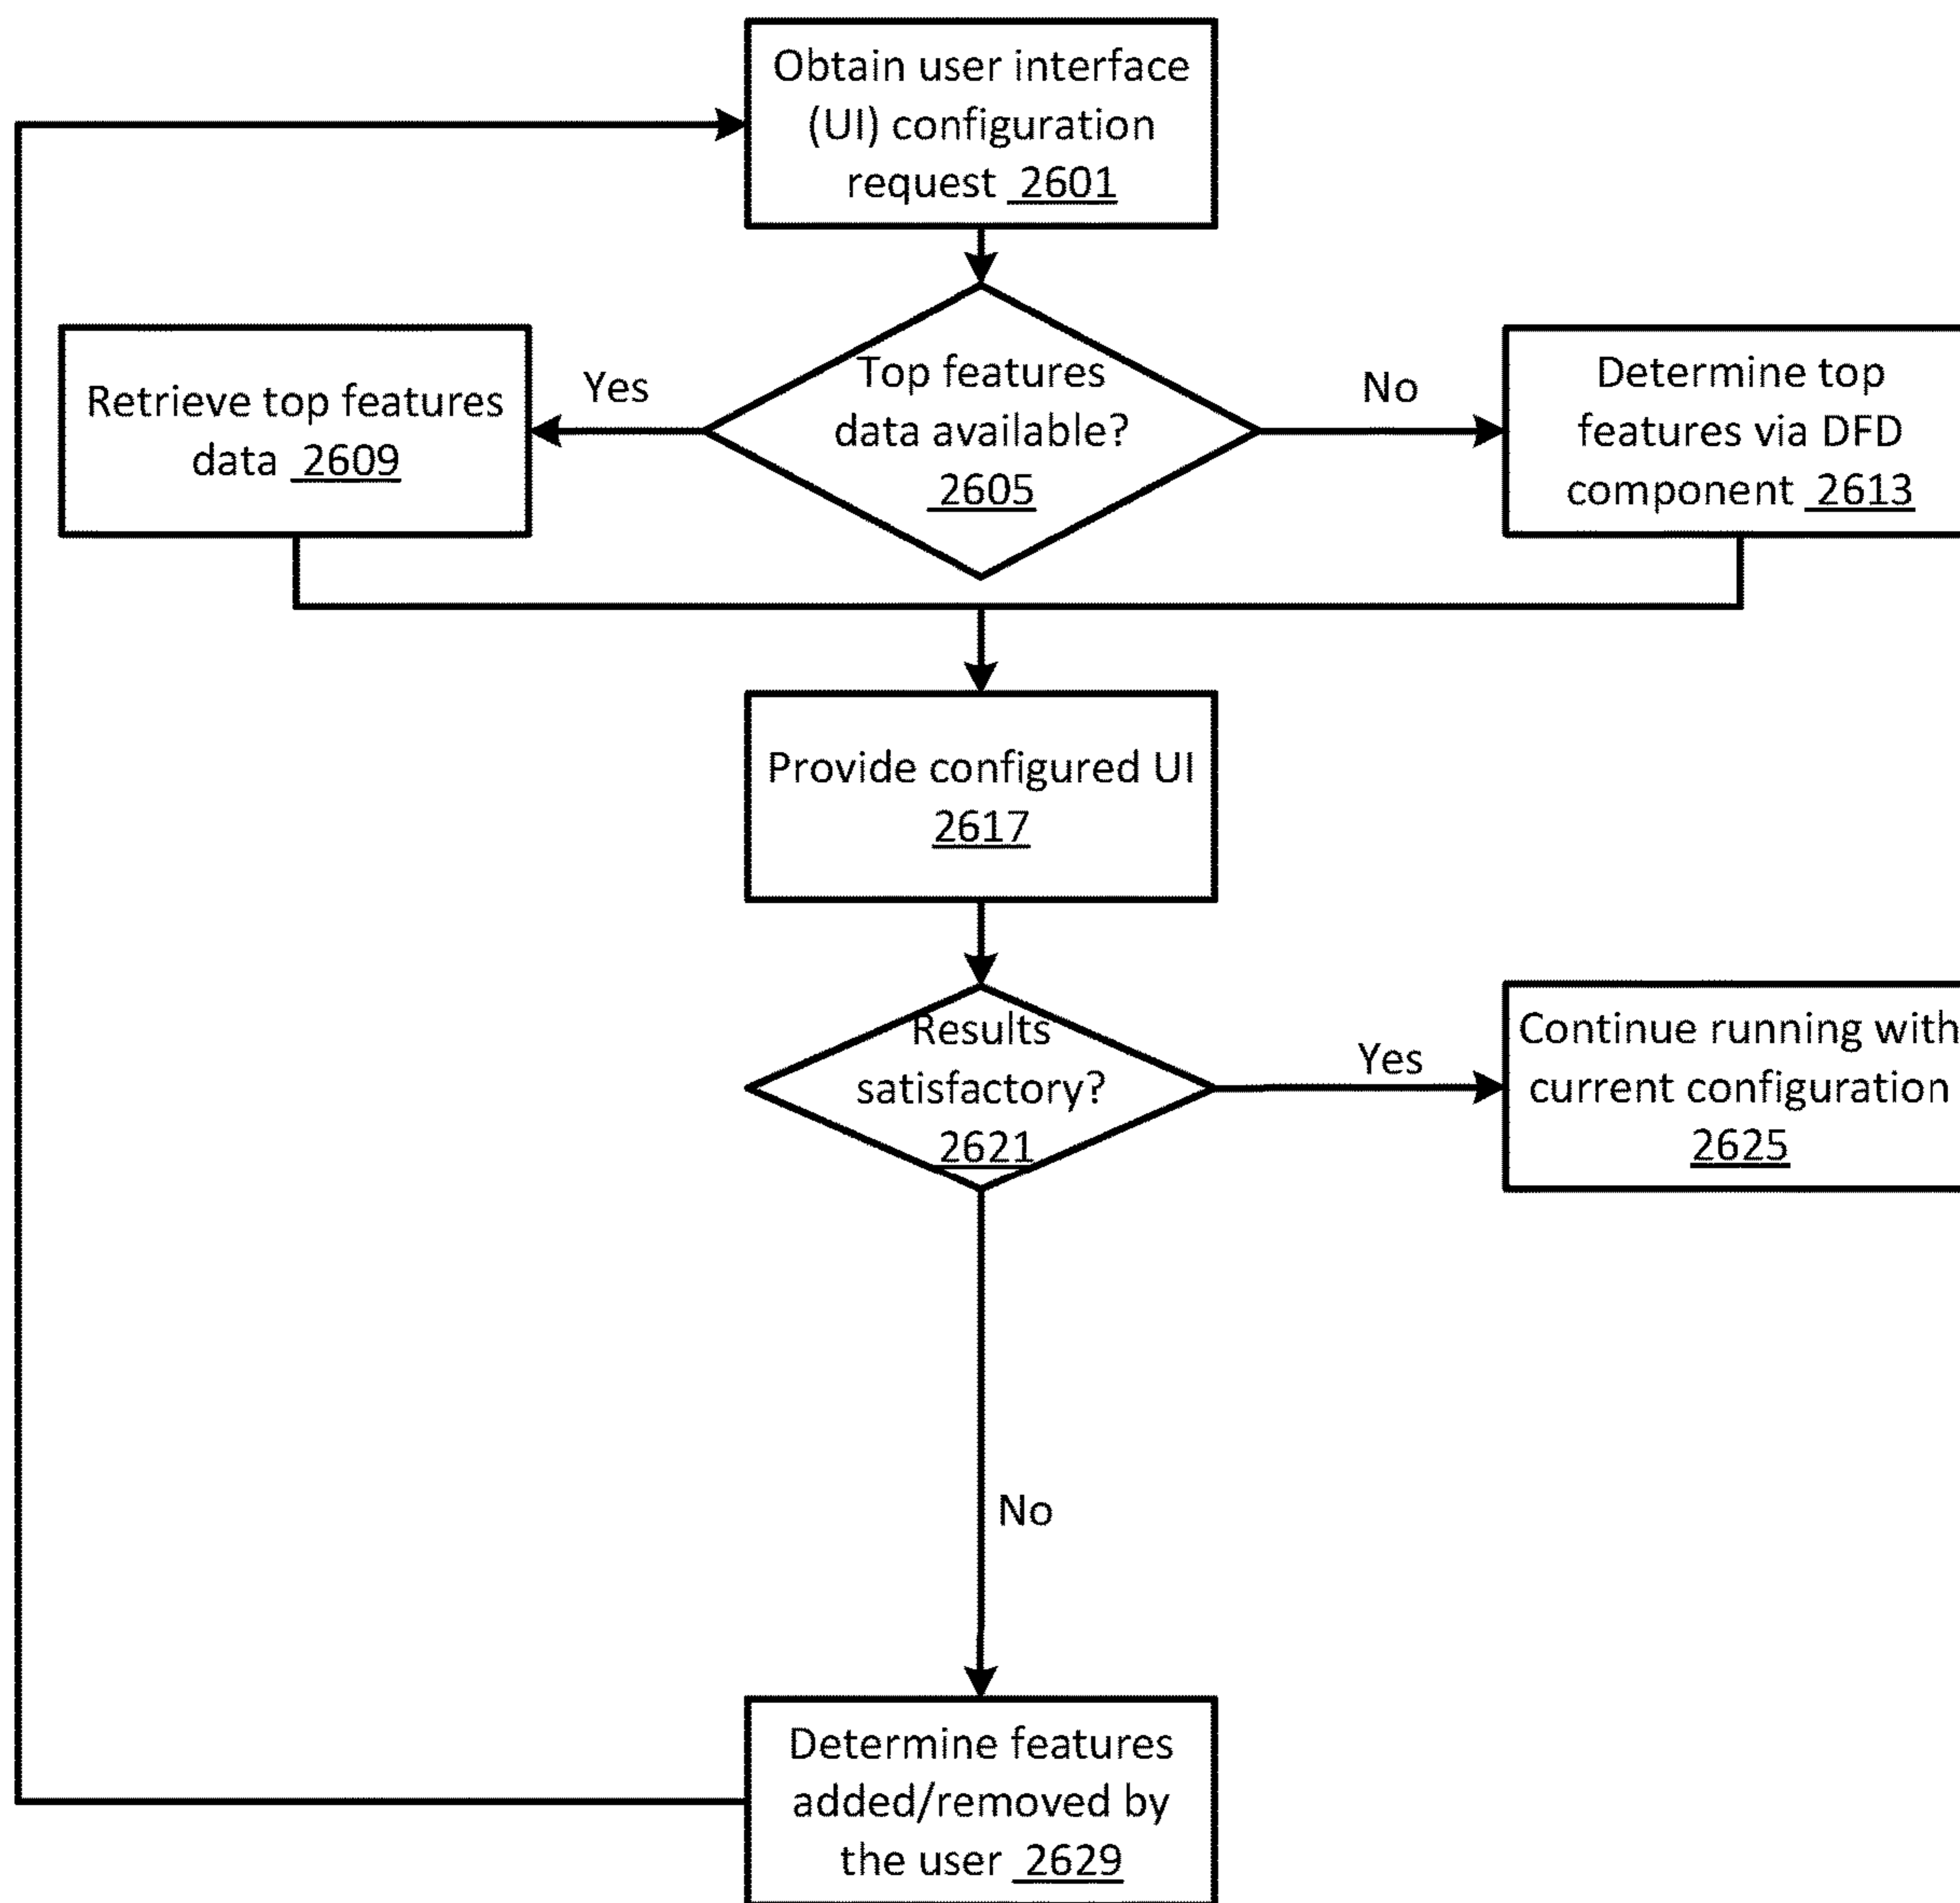 Obtain user interface
(UI) configuration
request 2601
Retrieve top features
data 2609
Yes
Top features
data available?
2605
No
Determine top
features via DFD
component 2613
Provide configured UI
2617
Results
satisfactory?
2621
Yes
Continue running with
current configuration
2625
No
Determine features
added/removed by
the user 2629